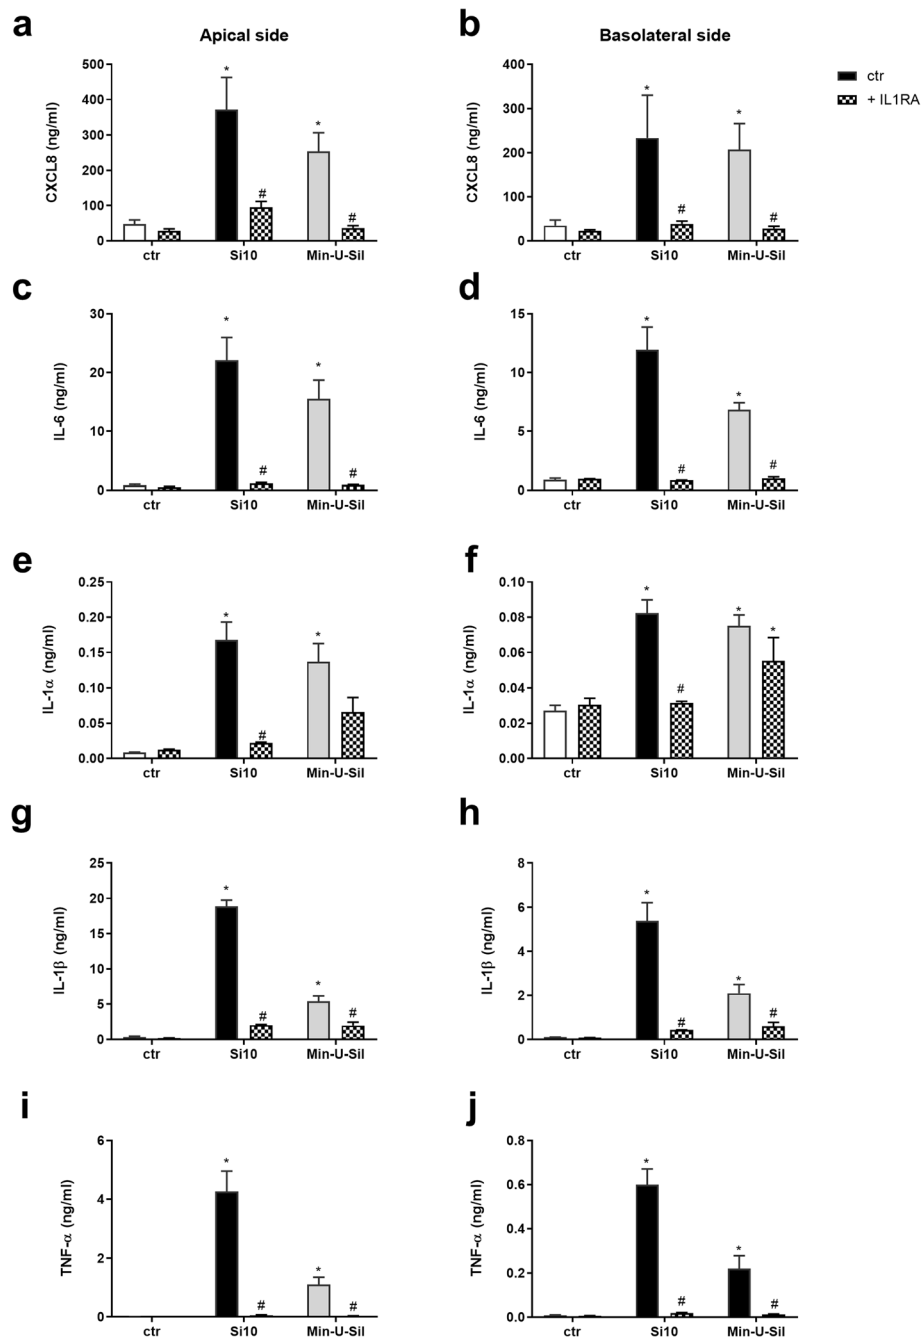 a
Apical side
CXCL8 (ng/ml)
500
400
300
200
100
0
*
#
*
#
ctr
Si10
Min-U-Sil
b
Basolateral side
CXCL8 (ng/ml)
400
300
200
100
0
*
#
*
#
ctr
Si10
Min-U-Sil
ctr
+ IL1RA
c
IL-6 (ng/ml)
30
20
10
0
*
#
*
#
ctr
Si10
Min-U-Sil
d
IL-6 (ng/ml)
15
10
5
0
*
#
*
#
ctr
Si10
Min-U-Sil
e
IL-1α (ng/ml)
0.25
0.20
0.15
0.10
0.05
0.00
*
#
*
ctr
Si10
Min-U-Sil
f
IL-1α (ng/ml)
0.10
0.08
0.06
0.04
0.02
0.00
*
#
*
*
ctr
Si10
Min-U-Sil
g
IL-1β (ng/ml)
25
20
15
10
5
0
*
#
*
#
ctr
Si10
Min-U-Sil
h
IL-1β (ng/ml)
8
6
4
2
0
*
#
*
#
ctr
Si10
Min-U-Sil
i
TNF-α (ng/ml)
6
4
2
0
*
#
*
#
ctr
Si10
Min-U-Sil
j
TNF-α (ng/ml)
0.8
0.6
0.4
0.2
0.0
*
#
*
#
ctr
Si10
Min-U-Sil